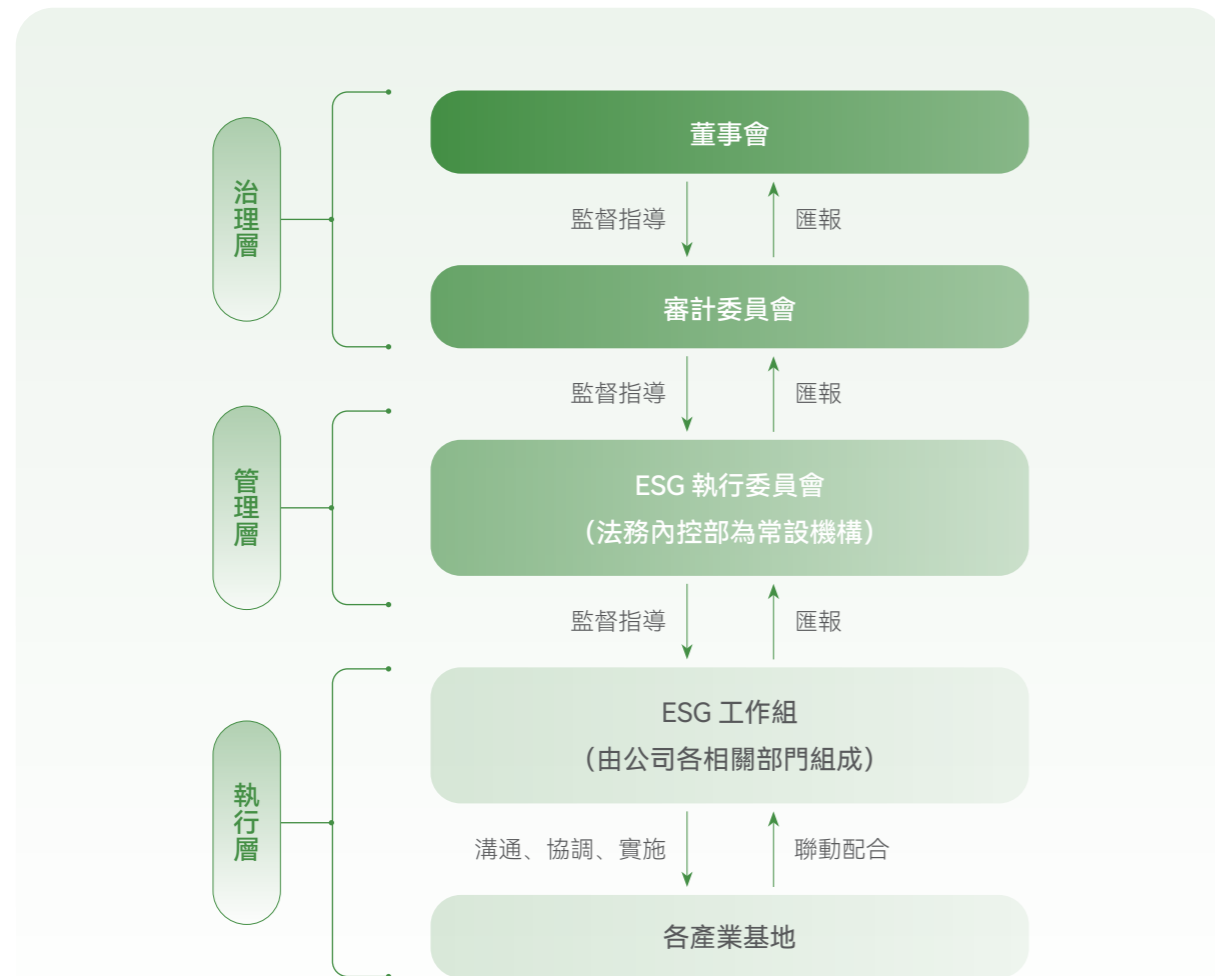 治理層
董事會
監督指導
匯報
審計委員會
監督指導
匯報
管理層
ESG 執行委員會
（法務內控部為常設機構）
監督指導
匯報
執行層
ESG 工作組
（由公司各相關部門組成）
溝通、協調、實施
聯動配合
各產業基地